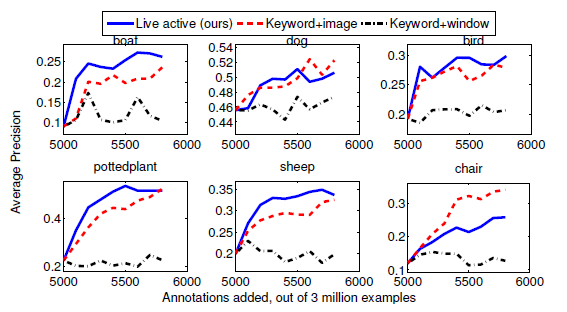 Live active (ours) Keyword+image Keyword+window
boat dog bird
0.25 0.2 0.15 0.1
0.54 0.52 0.5 0.48 0.46 0.44
0.3 0.25 0.2
5000 5500 6000 5000 5500 6000 5000 5500 6000
Average Precision
pottedplant sheep chair
0.4 0.2
0.35 0.3 0.25 0.2
0.3 0.2 0.1
5000 5500 6000 5000 5500 6000 5000 5500 6000
Annotations added, out of 3 million examples